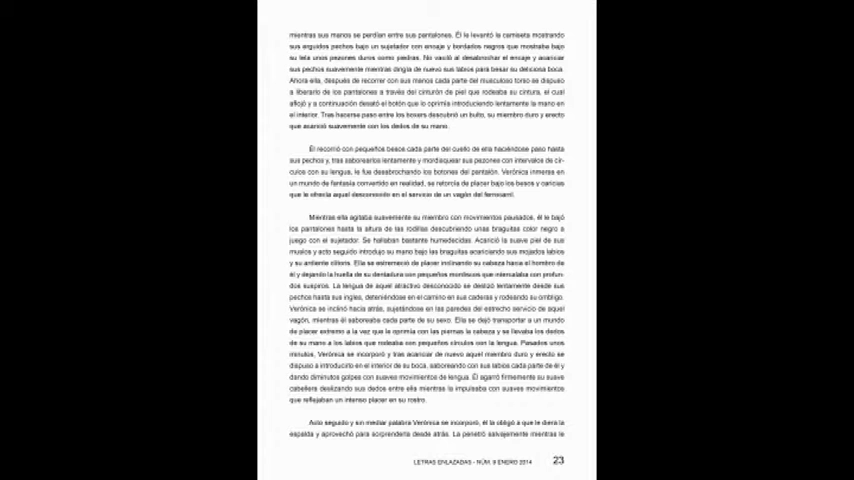 mientras sus manos se perdían entre sus pantalones. Él le levantó la camiseta mostrando
sus erguidos pechos bajo un sujetador con encaje y bordados negros que mostraba bajo
su tela unos pezones duros como piedras. No vaciló al desabrochar el encaje y acariciar
sus pechos suavemente mientras dirigía de nuevo sus labios para besar su deliciosa boca.
Ahora ella, después de recorrer con sus manos cada parte del musculoso torso se dispuso
a liberarlo de los pantalones a través del cinturón de piel que rodeaba su cintura, el cual
aflojó y a continuación desató el botón que lo oprimía introduciendo lentamente la mano en
el interior. Tras hacerse paso entre los boxers descubrió un bulto, su miembro duro y erecto
que acarició suavemente con los dedos de su mano.
Él recorrió con pequeños besos cada parte del cuello de ella haciéndose paso hasta
sus pechos y, tras saborearlos lentamente y mordisquear sus pezones con intervalos de cír-
culos con su lengua, le fue desabrochando los botones del pantalón. Verónica inmersa en
un mundo de fantasía convertido en realidad, se retorcía de placer bajo los besos y caricias
que le ofrecía aquel desconocido en el servicio de un vagón del ferrocarril.
Mientras ella agitaba suavemente su miembro con movimientos pausados, él le bajó
los pantalones hasta la altura de las rodillas descubriendo unas braguitas color negro a
juego con el sujetador. Se hallaban bastante humedecidas. Acarició la suave piel de sus
muslos y acto seguido introdujo su mano bajo las braguitas acariciando sus mojados labios
y su ardiente clítoris. Ella se estremeció de placer inclinando su cabeza hacia el hombro de
él y dejando la huella de su dentadura con pequeños mordiscos que intercalaba con profun-
dos suspiros. La lengua de aquel atractivo desconocido se deslizó lentamente desde sus
pechos hasta sus ingles, deteniéndose en el camino en sus caderas y rodeando su ombligo.
Verónica se inclinó hacia atrás, sujetándose en las paredes del estrecho servicio de aquel
vagón, mientras él saboreaba cada parte de su sexo. Ella se dejó transportar a un mundo
de placer extremo a la vez que le oprimía con las piernas la cabeza y se llevaba los dedos
de su mano a los labios que rodeaba con pequeños círculos con la lengua. Pasados unos
minutos, Verónica se incorporó y tras acariciar de nuevo aquel miembro duro y erecto se
dispuso a introducirlo en el interior de su boca, saboreando con sus labios cada parte de él y
dando diminutos golpes con suaves movimientos de lengua. Él agarró firmemente su suave
cabellera deslizando sus dedos entre ella mientras la impulsaba con suaves movimientos
que reflejaban un intenso placer en su rostro.
Acto seguido y sin mediar palabra Verónica se incorporó, él la obligó a que le diera la
espalda y aprovechó para sorprenderla desde atrás. La penetró salvajemente mientras le
LETRAS ENLAZADAS - NÚM. 9 ENERO 2014 23